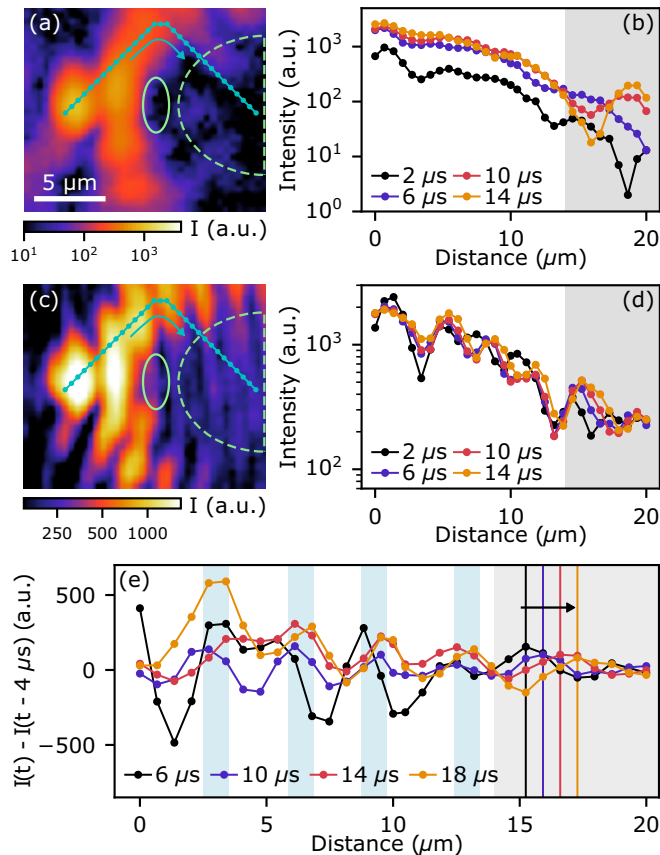 (a)
5 µm
I (a.u.)
10¹ 10² 10³
(b)
Intensity (a.u.)
10³
10²
10¹
10⁰
2 µs 10 µs
6 µs 14 µs
0 10 20
Distance (µm)
(c)
I (a.u.)
250 500 1000
(d)
Intensity (a.u.)
10³
10²
2 µs 10 µs
6 µs 14 µs
0 10 20
Distance (µm)
(e)
I(t) - I(t - 4 µs) (a.u.)
500
0
−500
6 µs 10 µs 14 µs 18 µs
0 5 10 15 20
Distance (µm)